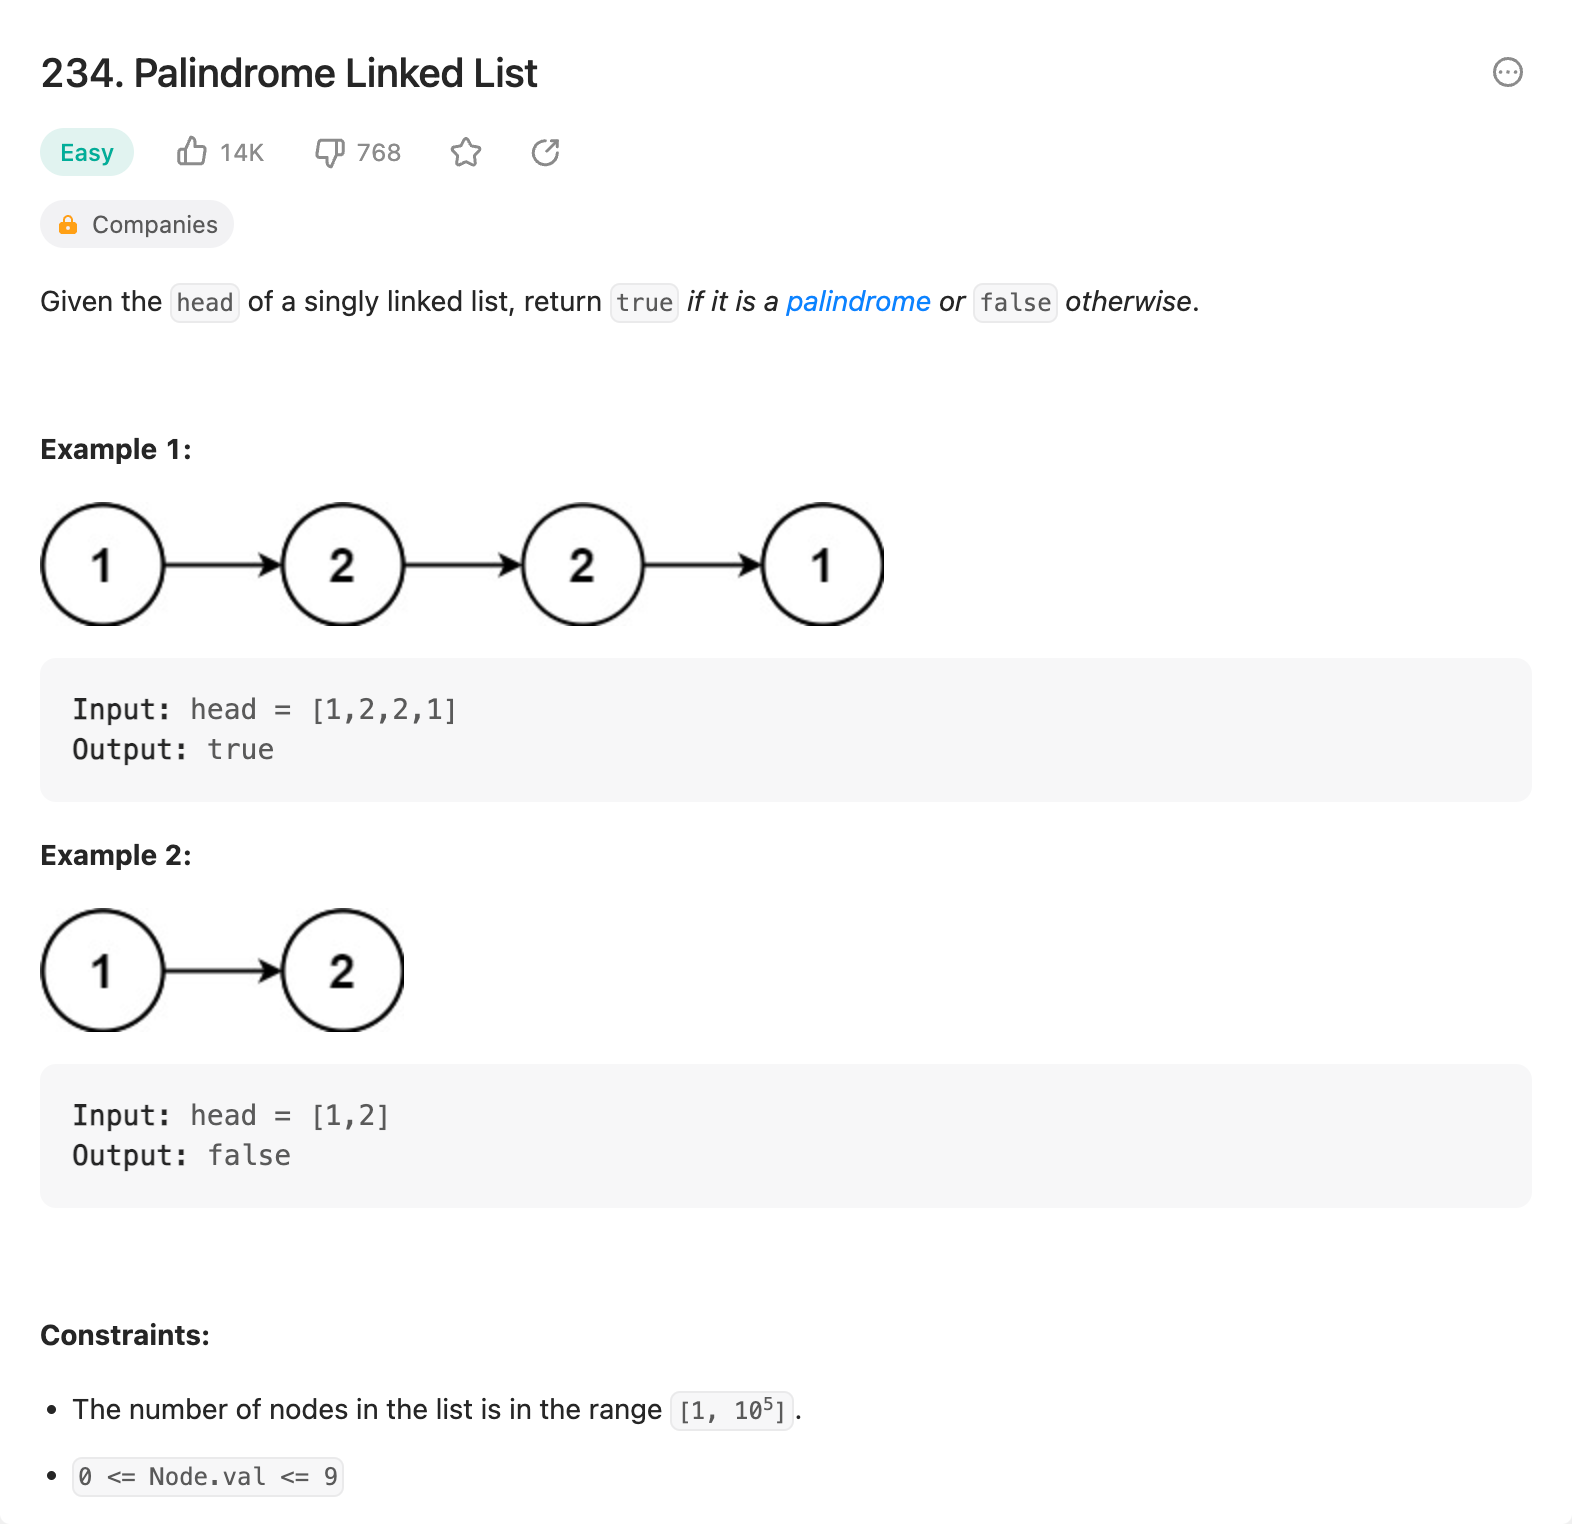 234. Palindrome Linked List
Easy 14K 768
Companies
Given the head of a singly linked list, return true if it is a palindrome or false otherwise.
Example 1:
1 2 2 1
Input: head = [1,2,2,1]
Output: true
Example 2:
1 2
Input: head = [1,2]
Output: false
Constraints:
• The number of nodes in the list is in the range [1, 10⁵].
• 0 <= Node.val <= 9